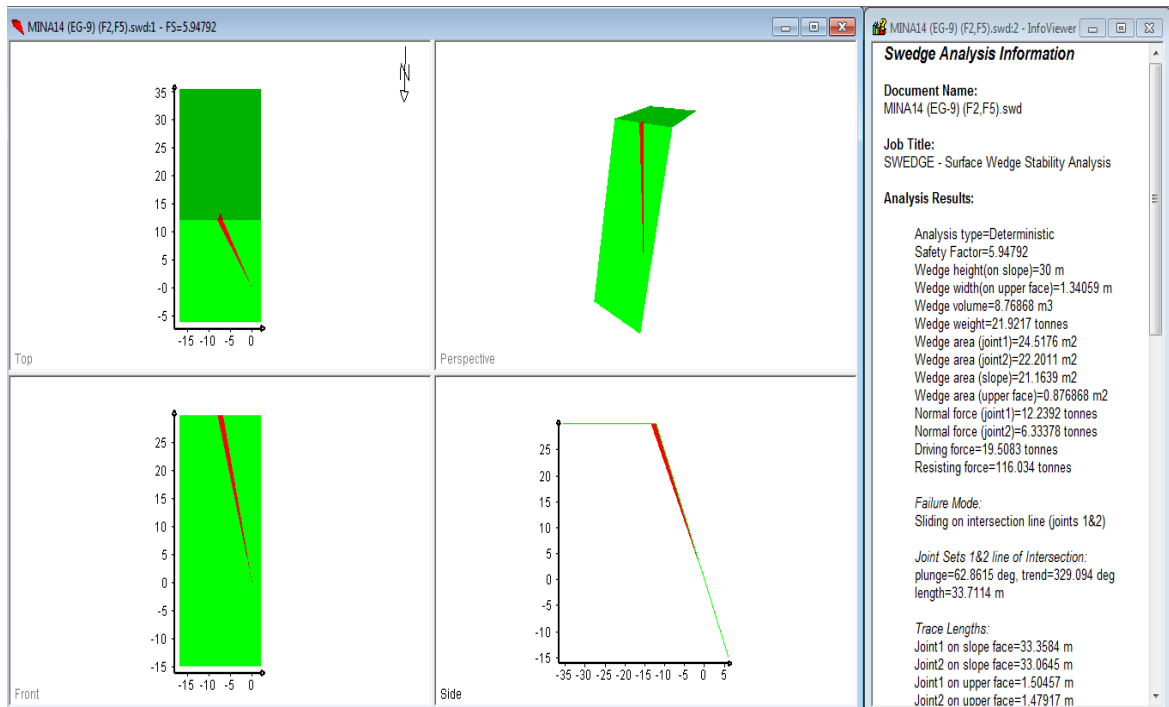 MINA14 (EG-9) (F2,F5).swd:1 - FS=5.94792
N
35
30
25
20
15
10
5
-0
-5
-15 -10 -5 0
Top
Perspective
25
20
15
10
5
0
-5
-10
-15
-15 -10 -5 0
Front
25
20
15
10
5
0
-5
-10
-15
-35 -30 -25 -20 -15 -10 -5 0 5
Side
MINA14 (EG-9) (F2,F5).swd:2 - InfoViewer
Swedge Analysis Information
Document Name:
MINA14 (EG-9) (F2,F5).swd
Job Title:
SWEDGE - Surface Wedge Stability Analysis
Analysis Results:
Analysis type=Deterministic
Safety Factor=5.94792
Wedge height(on slope)=30 m
Wedge width(on upper face)=1.34059 m
Wedge volume=8.76868 m3
Wedge weight=21.9217 tonnes
Wedge area (joint1)=24.5176 m2
Wedge area (joint2)=22.2011 m2
Wedge area (slope)=21.1639 m2
Wedge area (upper face)=0.876868 m2
Normal force (joint1)=12.2392 tonnes
Normal force (joint2)=6.33378 tonnes
Driving force=19.5083 tonnes
Resisting force=116.034 tonnes
Failure Mode:
Sliding on intersection line (joints 1&2)
Joint Sets 1&2 line of Intersection:
plunge=62.8615 deg, trend=329.094 deg
length=33.7114 m
Trace Lengths:
Joint1 on slope face=33.3584 m
Joint2 on slope face=33.0645 m
Joint1 on upper face=1.50457 m
Joint2 on upper face=1.47917 m